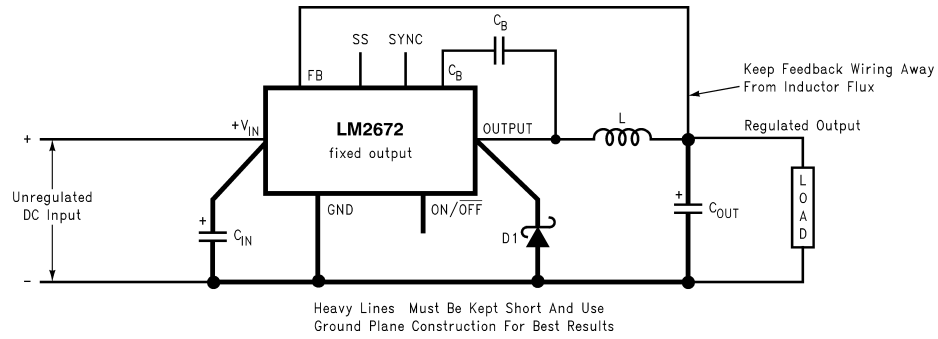 C_B
SS SYNC
FB C_B
Keep Feedback Wiring Away
From Inductor Flux
+V_IN LM2672 OUTPUT L Regulated Output
fixed output
+
Unregulated
DC Input
GND ON/O̅F̅F̅
+ C_IN
D1
+ C_OUT
LOAD
–
Heavy Lines Must Be Kept Short And Use
Ground Plane Construction For Best Results